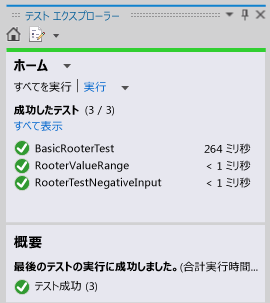 テスト エクスプローラー
ホーム
すべてを実行 | 実行
成功したテスト (3 / 3)
すべて表示
BasicRooterTest 264 ミリ秒
RooterValueRange < 1 ミリ秒
RooterTestNegativeInput < 1 ミリ秒
概要
最後のテストの実行に成功しました。(合計実行時間...
テスト成功 (3)